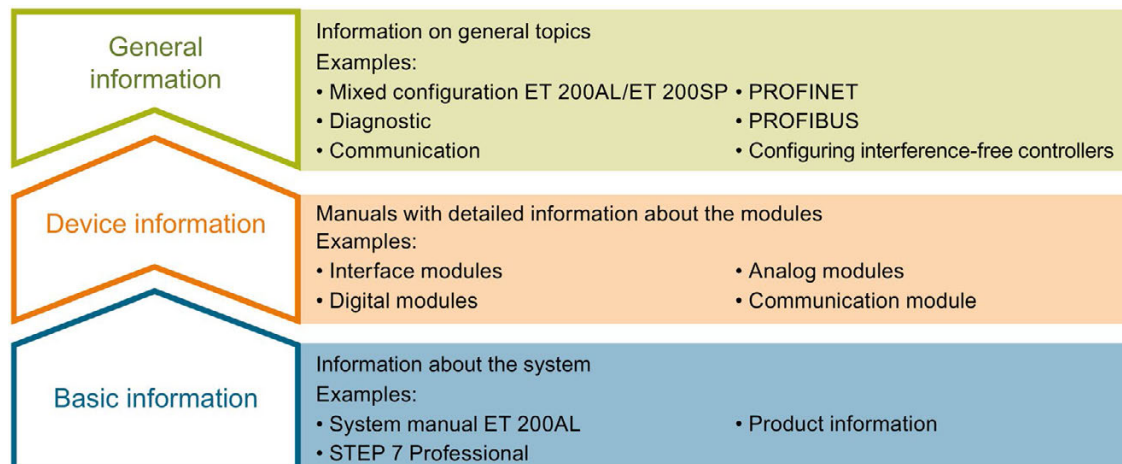 General
information
Information on general topics
Examples:
• Mixed configuration ET 200AL/ET 200SP • PROFINET
• Diagnostic • PROFIBUS
• Communication • Configuring interference-free controllers
Device information
Manuals with detailed information about the modules
Examples:
• Interface modules • Analog modules
• Digital modules • Communication module
Basic information
Information about the system
Examples:
• System manual ET 200AL • Product information
• STEP 7 Professional